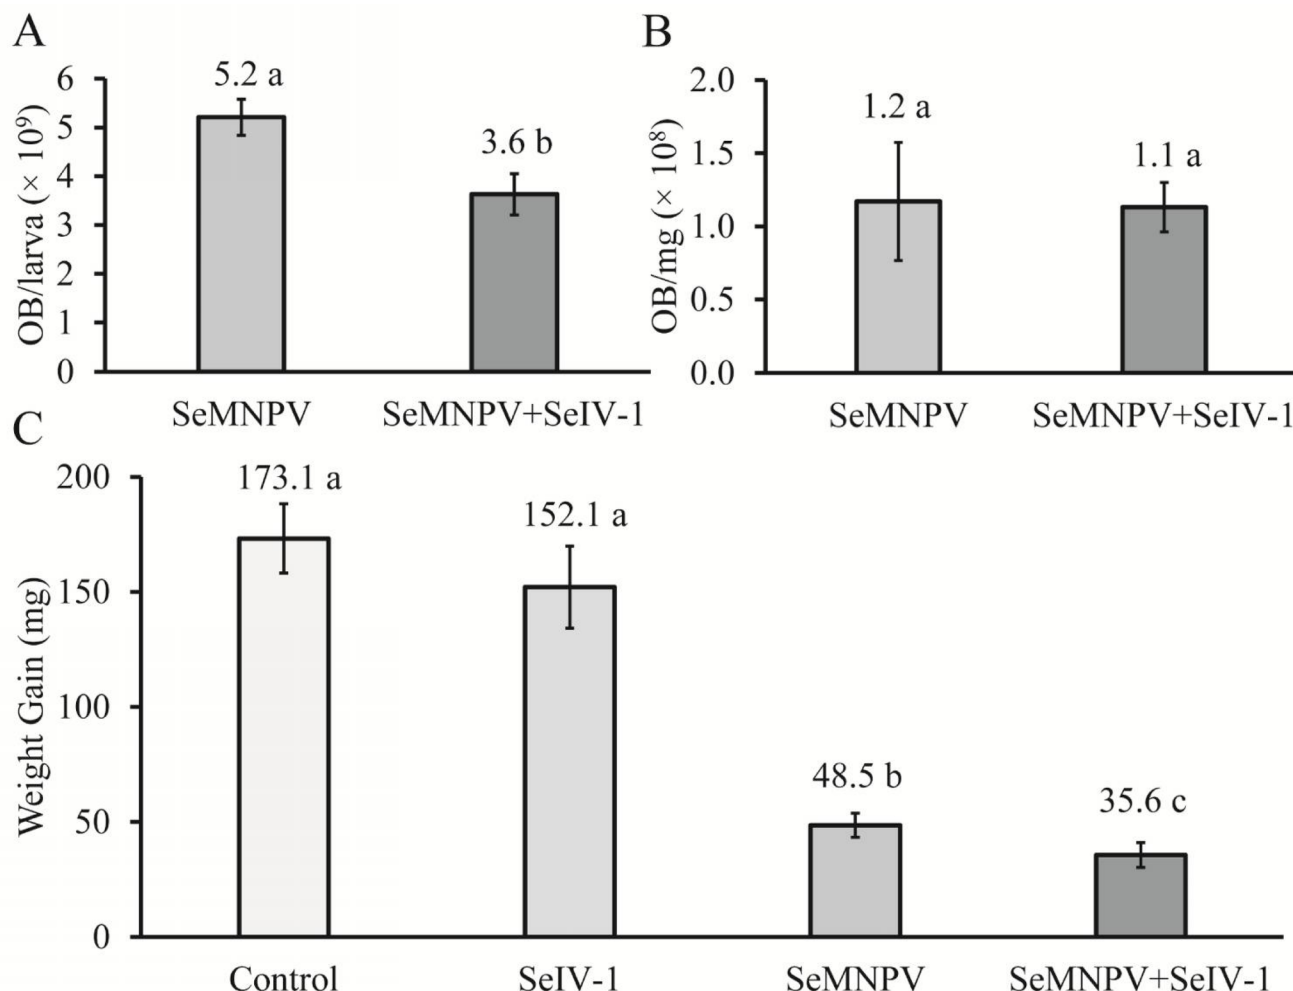 A
OB/larva (× 10⁹)
6
5
4
3
2
1
0
5.2 a
3.6 b
SeMNPV
SeMNPV+SeIV-1
B
OB/mg (× 10⁸)
2.0
1.5
1.0
0.5
0.0
1.2 a
1.1 a
SeMNPV
SeMNPV+SeIV-1
C
Weight Gain (mg)
200
150
100
50
0
173.1 a
152.1 a
48.5 b
35.6 c
Control
SeIV-1
SeMNPV
SeMNPV+SeIV-1